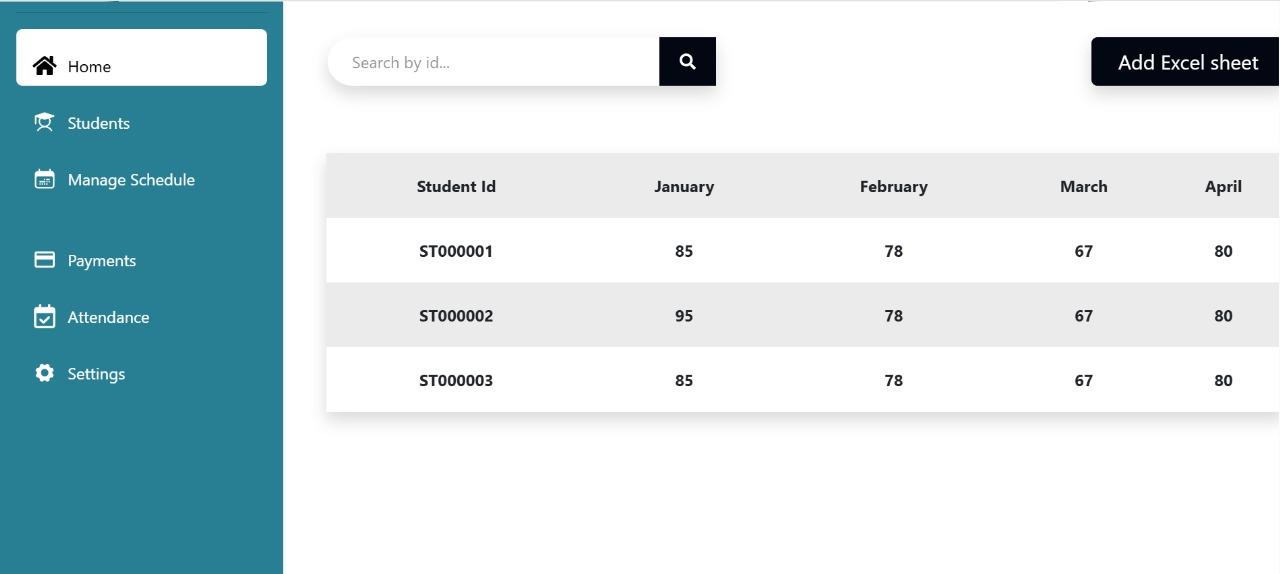 Home
Students
Manage Schedule
Payments
Attendance
Settings
Search by id...
Add Excel sheet
Student Id January February March April
ST000001 85 78 67 80
ST000002 95 78 67 80
ST000003 85 78 67 80